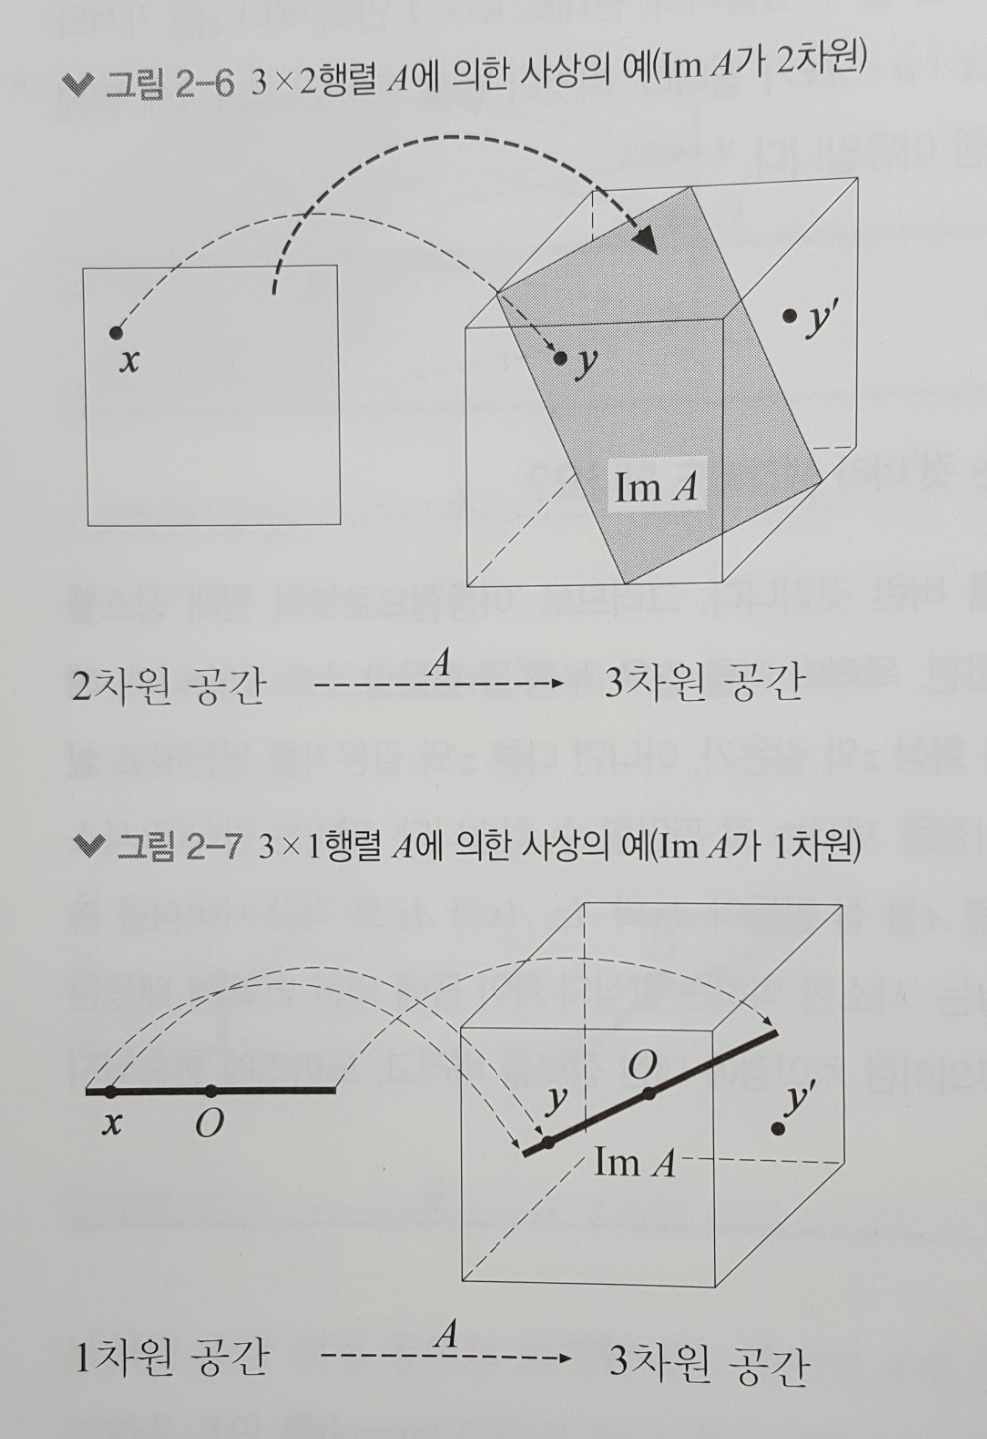 그림 2-6 3×2행렬 A에 의한 사상의 예(Im A가 2차원)
x
y
y′
Im A
2차원 공간 A 3차원 공간
그림 2-7 3×1행렬 A에 의한 사상의 예(Im A가 1차원)
x
O
y
O
y′
Im A
1차원 공간 A 3차원 공간